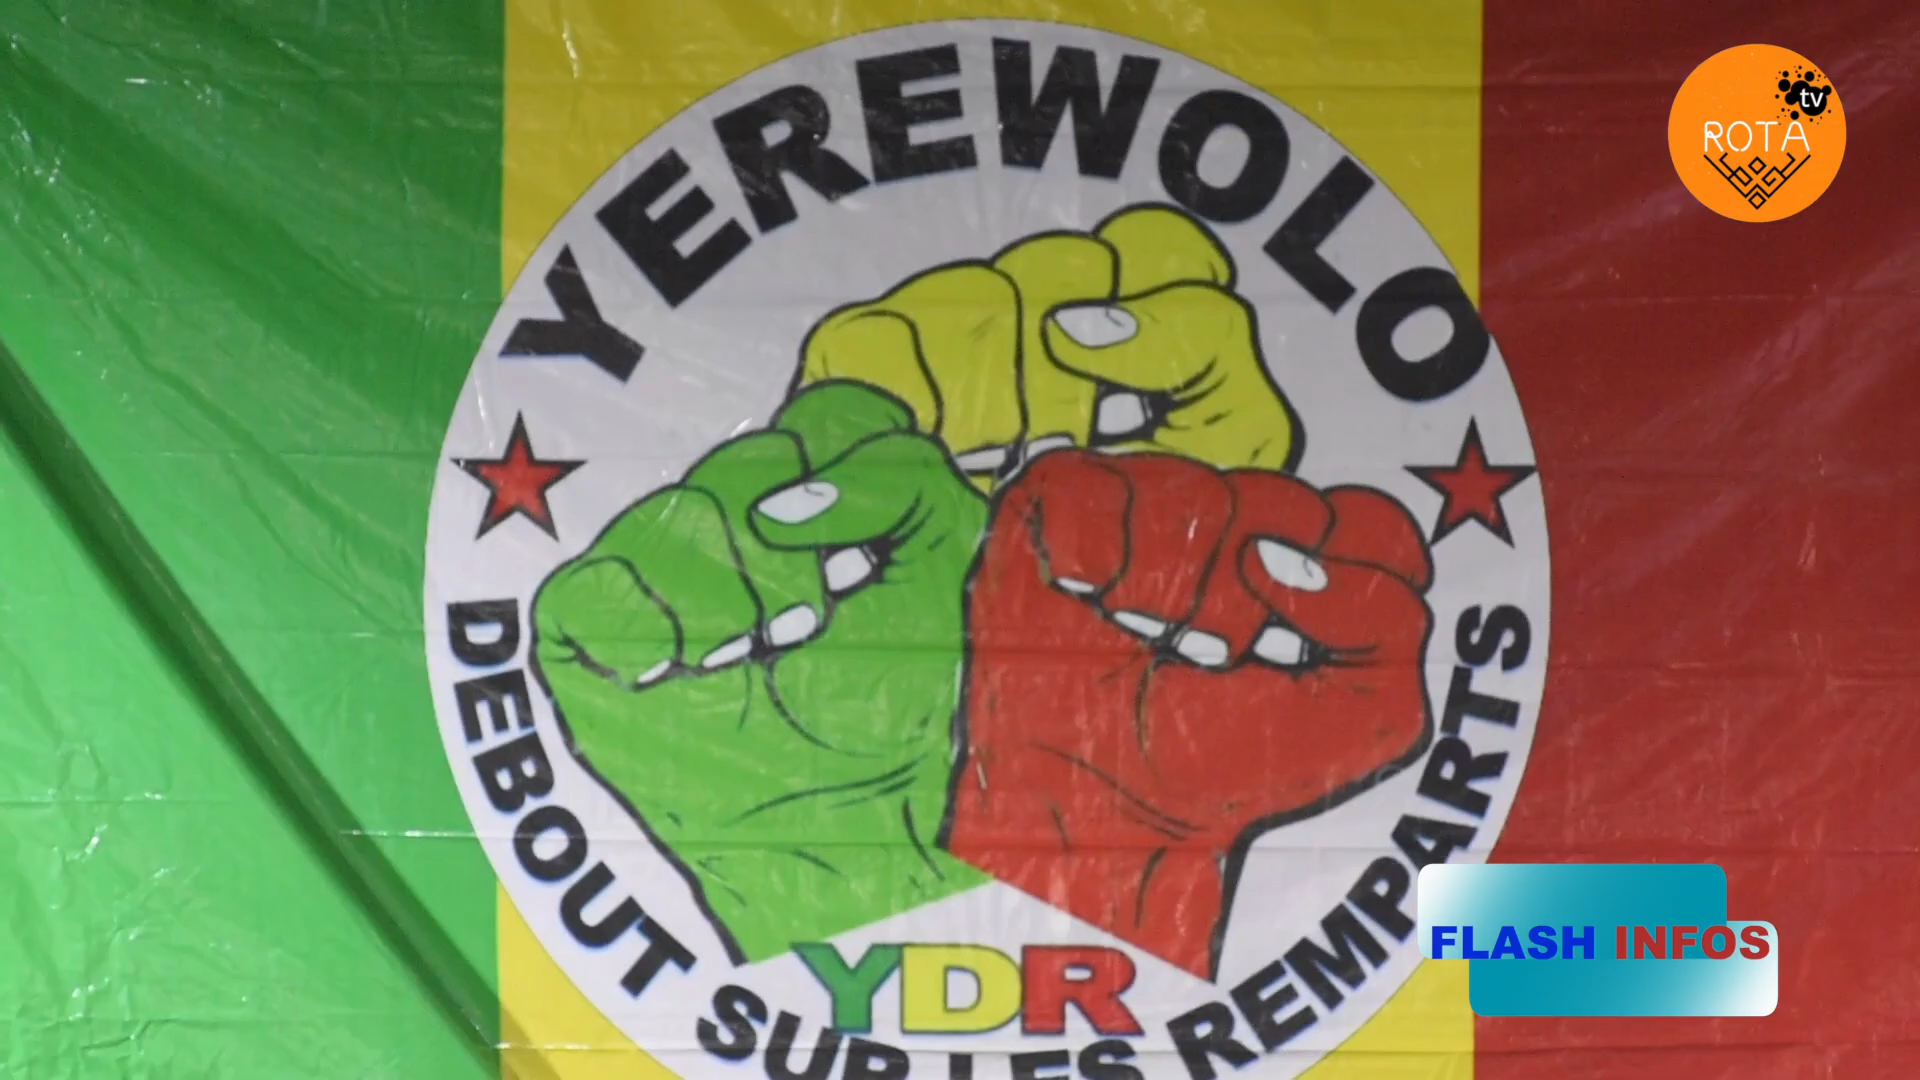 YEREWOLO
tv
ROTA
DEBOUT SUR LES REMPARTS
YDR
FLASH INFOS